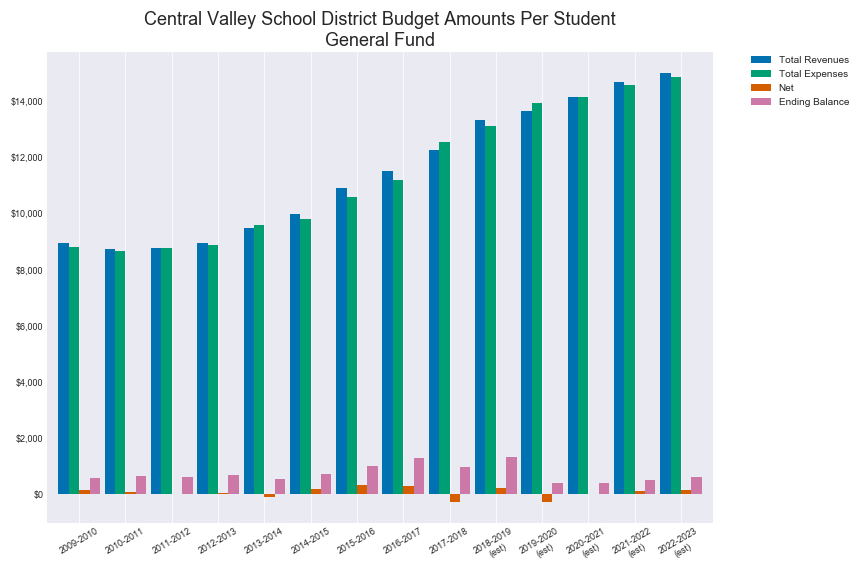 Central Valley School District Budget Amounts Per Student
General Fund
Total Revenues
Total Expenses
Net
Ending Balance
$14,000
$12,000
$10,000
$8,000
$6,000
$4,000
$2,000
$0
2009-2010
2010-2011
2011-2012
2012-2013
2013-2014
2014-2015
2015-2016
2016-2017
2017-2018
2018-2019
(est)
2019-2020
(est)
2020-2021
(est)
2021-2022
(est)
2022-2023
(est)